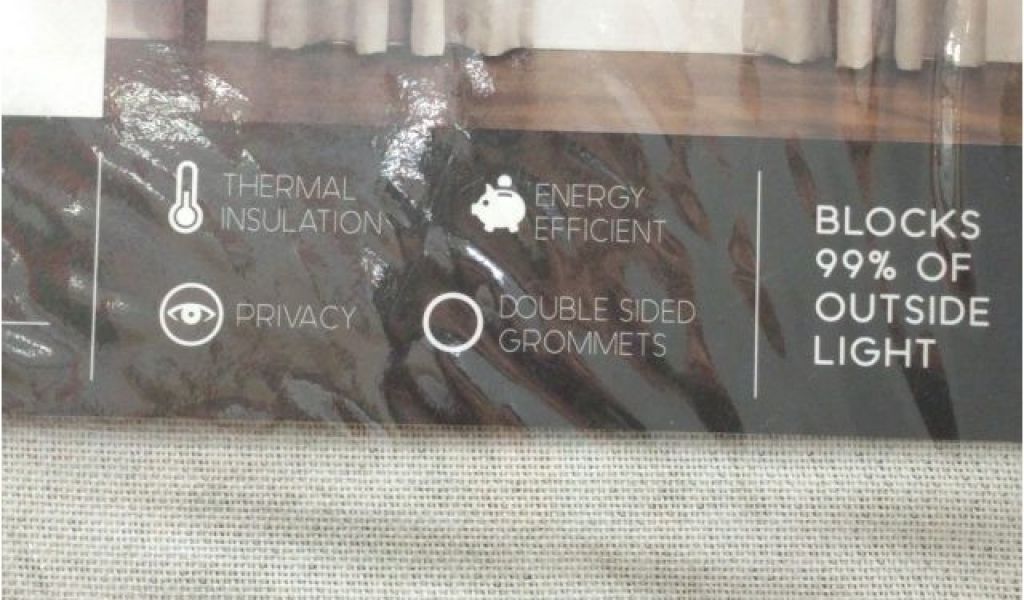 THERMAL
INSULATION
ENERGY
EFFICIENT
PRIVACY
DOUBLE SIDED
GROMMETS
BLOCKS
99% OF
OUTSIDE
LIGHT